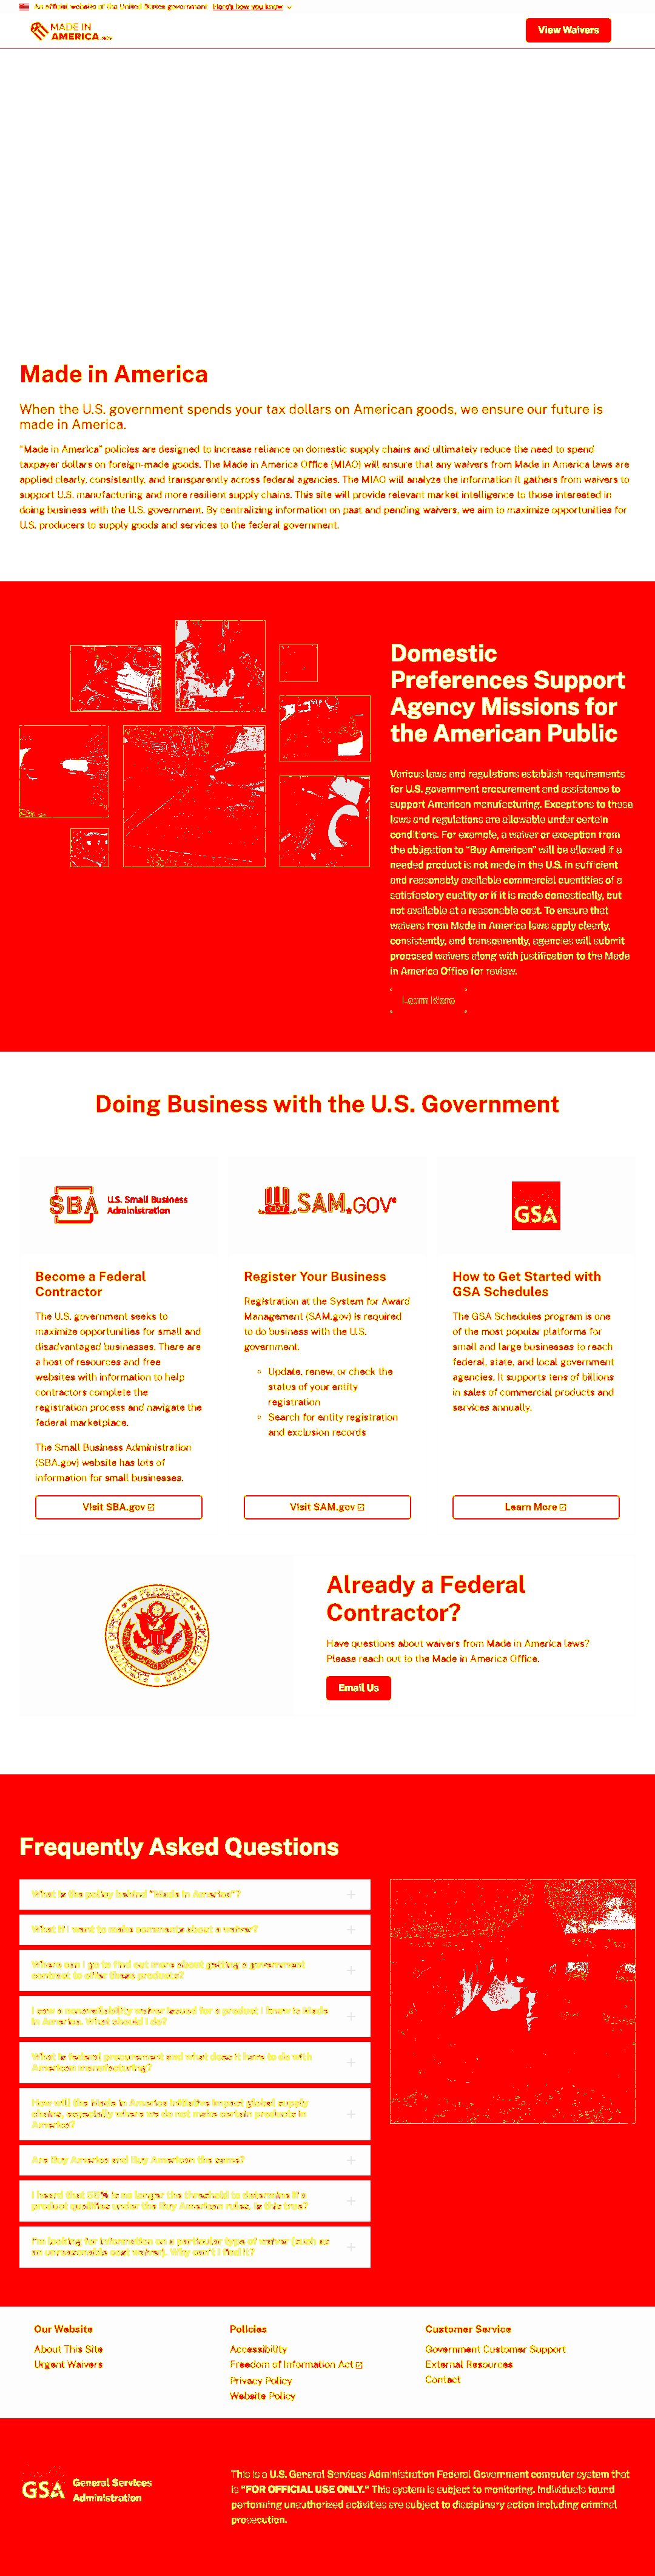 An official website of the United States government Here's how you know
MADE IN
AMERICA
View Waivers
Made in America
When the U.S. government spends your tax dollars on American goods, we ensure our future is
made in America.
"Made in America" policies are designed to increase reliance on domestic supply chains and ultimately reduce the need to spend
taxpayer dollars on foreign-made goods. The Made in America Office (MIAO) will ensure that any waivers from Made in America laws are
applied clearly, consistently, and transparently across federal agencies. The MIAO will analyze the information it gathers from waivers to
support U.S. manufacturing and more resilient supply chains. This site will provide relevant market intelligence to those interested in
doing business with the U.S. government. By centralizing information on past and pending waivers, we aim to maximize opportunities for
U.S. producers to supply goods and services to the federal government.
Domestic
Preferences Support
Agency Missions for
the American Public
Various laws and regulations establish requirements
for U.S. government procurement and assistance to
support American manufacturing. Exceptions to these
laws and regulations are allowable under certain
conditions. For example, a waiver or exception from
the obligation to "Buy American" will be allowed if a
needed product is not made in the U.S. in sufficient
and reasonably available commercial quantities of a
satisfactory quality or if it is made domestically, but
not available at a reasonable cost. To ensure that
waivers from Made in America laws apply clearly,
consistently, and transparently, agencies will submit
proposed waivers along with justification to the Made
in America Office for review.
Learn More
Doing Business with the U.S. Government
SBA U.S. Small Business
Administration
SAM.GOV®
GSA
Become a Federal
Contractor
The U.S. government seeks to
maximize opportunities for small and
disadvantaged businesses. There are
a host of resources and free
websites with information to help
contractors complete the
registration process and navigate the
federal marketplace.
The Small Business Administration
(SBA.gov) website has lots of
information for small businesses.
Visit SBA.gov
Register Your Business
Registration at the System for Award
Management (SAM.gov) is required
to do business with the U.S.
government.
Update, renew, or check the
status of your entity
registration
Search for entity registration
and exclusion records
Visit SAM.gov
How to Get Started with
GSA Schedules
The GSA Schedules program is one
of the most popular platforms for
small and large businesses to reach
federal, state, and local government
agencies. It supports tens of billions
in sales of commercial products and
services annually.
Learn More
Already a Federal
Contractor?
Have questions about waivers from Made in America laws?
Please reach out to the Made in America Office.
Email Us
Frequently Asked Questions
What is the policy behind "Made in America"?
What if I want to make comments about a waiver?
Where can I go to find out more about getting a government
contract to offer these products?
I saw a nonavailability waiver issued for a product I know is Made
in America. What should I do?
What is federal procurement and what does it have to do with
American manufacturing?
How will the Made in America initiative impact global supply
chains, especially where we do not make certain products in
America?
Are Buy America and Buy American the same?
I heard that 55% is no longer the threshold to determine if a
product qualifies under the Buy American rules. Is this true?
I'm looking for information on a particular type of waiver (such as
an unreasonable cost waiver). Why can't I find it?
Our Website
About This Site
Urgent Waivers
Policies
Accessibility
Freedom of Information Act
Privacy Policy
Website Policy
Customer Service
Government Customer Support
External Resources
Contact
GSA General Services
Administration
This is a U.S. General Services Administration Federal Government computer system that
is "FOR OFFICIAL USE ONLY." This system is subject to monitoring. Individuals found
performing unauthorized activities are subject to disciplinary action including criminal
prosecution.